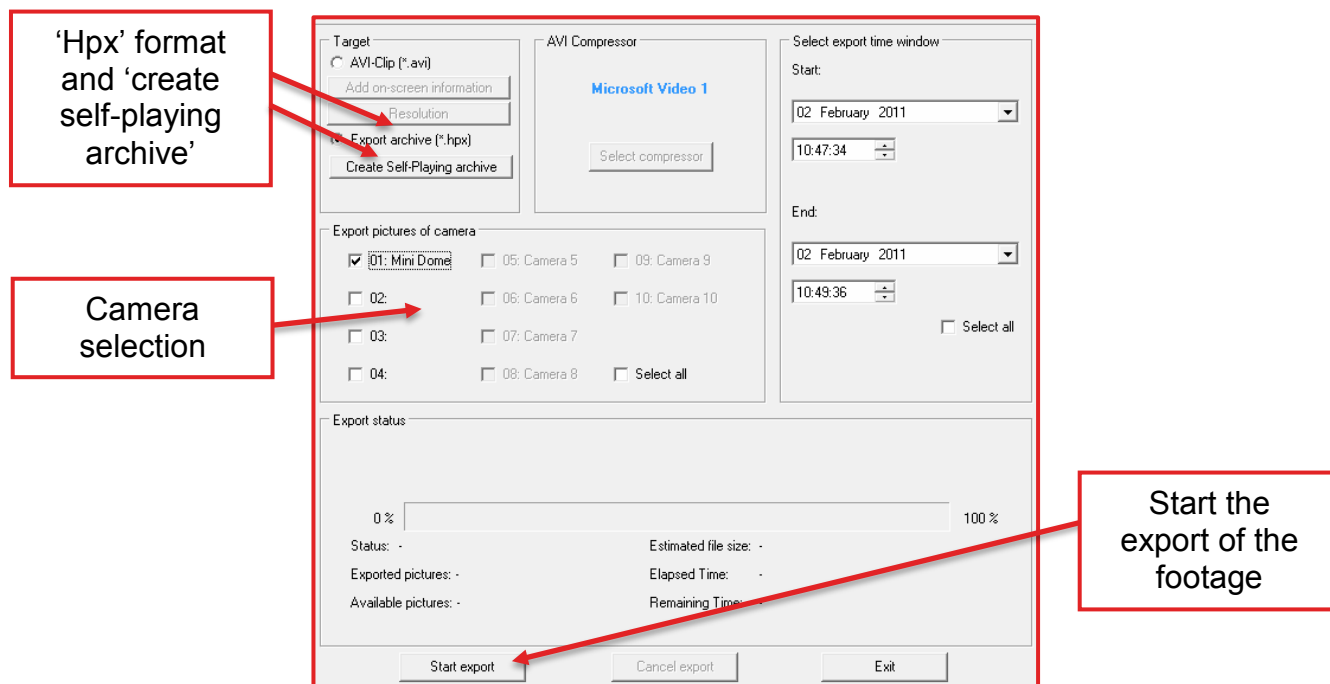 ‘Hpx’ format
and ‘create
self-playing
archive’
Camera
selection
Start the
export of the
footage
Target
AVI-Clip (*.avi)
Add on-screen information
Resolution
Export archive (*.hpx)
Create Self-Playing archive
AVI Compressor
Microsoft Video 1
Select compressor
Select export time window
Start:
02 February 2011
10:47:34
End:
02 February 2011
10:49:36
Select all
Export pictures of camera
01: Mini Dome
02:
03:
04:
05: Camera 5
06: Camera 6
07: Camera 7
08: Camera 8
09: Camera 9
10: Camera 10
Select all
Export status
0 %
100 %
Status: -
Exported pictures: -
Available pictures: -
Estimated file size: -
Elapsed Time: -
Remaining Time: -
Start export
Cancel export
Exit